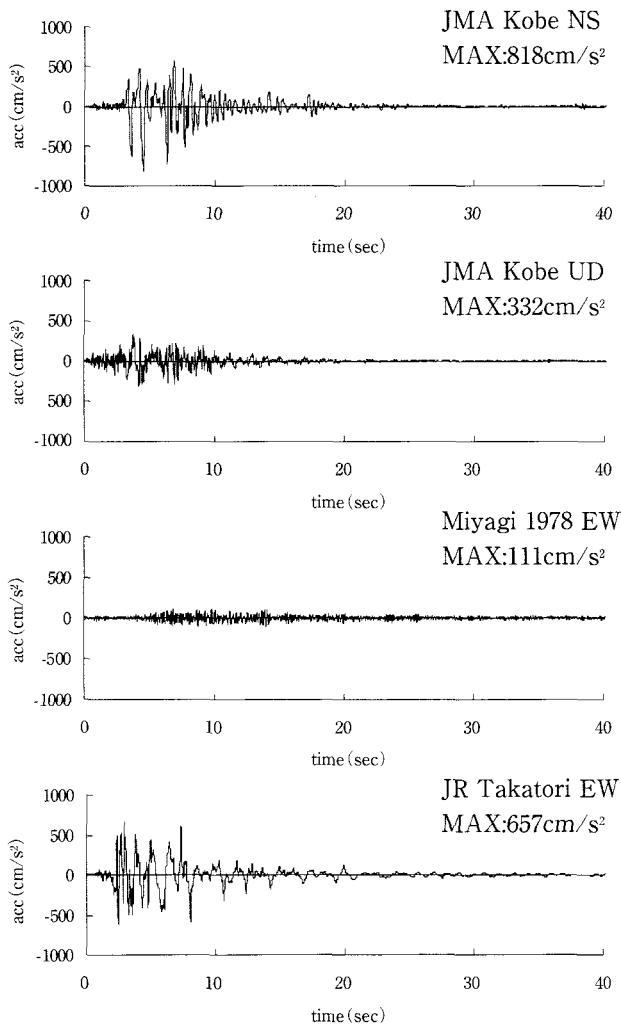 JMA Kobe NS
MAX:818cm/s²
1000
500
0
-500
-1000
acc(cm/s²)
0 10 20 30 40
time(sec)
JMA Kobe UD
MAX:332cm/s²
1000
500
0
500
-1000
acc(cm/s²)
0 10 20 30 40
time(sec)
Miyagi 1978 EW
MAX:111cm/s²
1000
500
0
-500
-1000
acc(cm/s²)
0 10 20 30 40
time(sec)
JR Takatori EW
MAX:657cm/s²
1000
500
0
-500
-1000
acc(cm/s²)
0 10 20 30 40
time(sec)